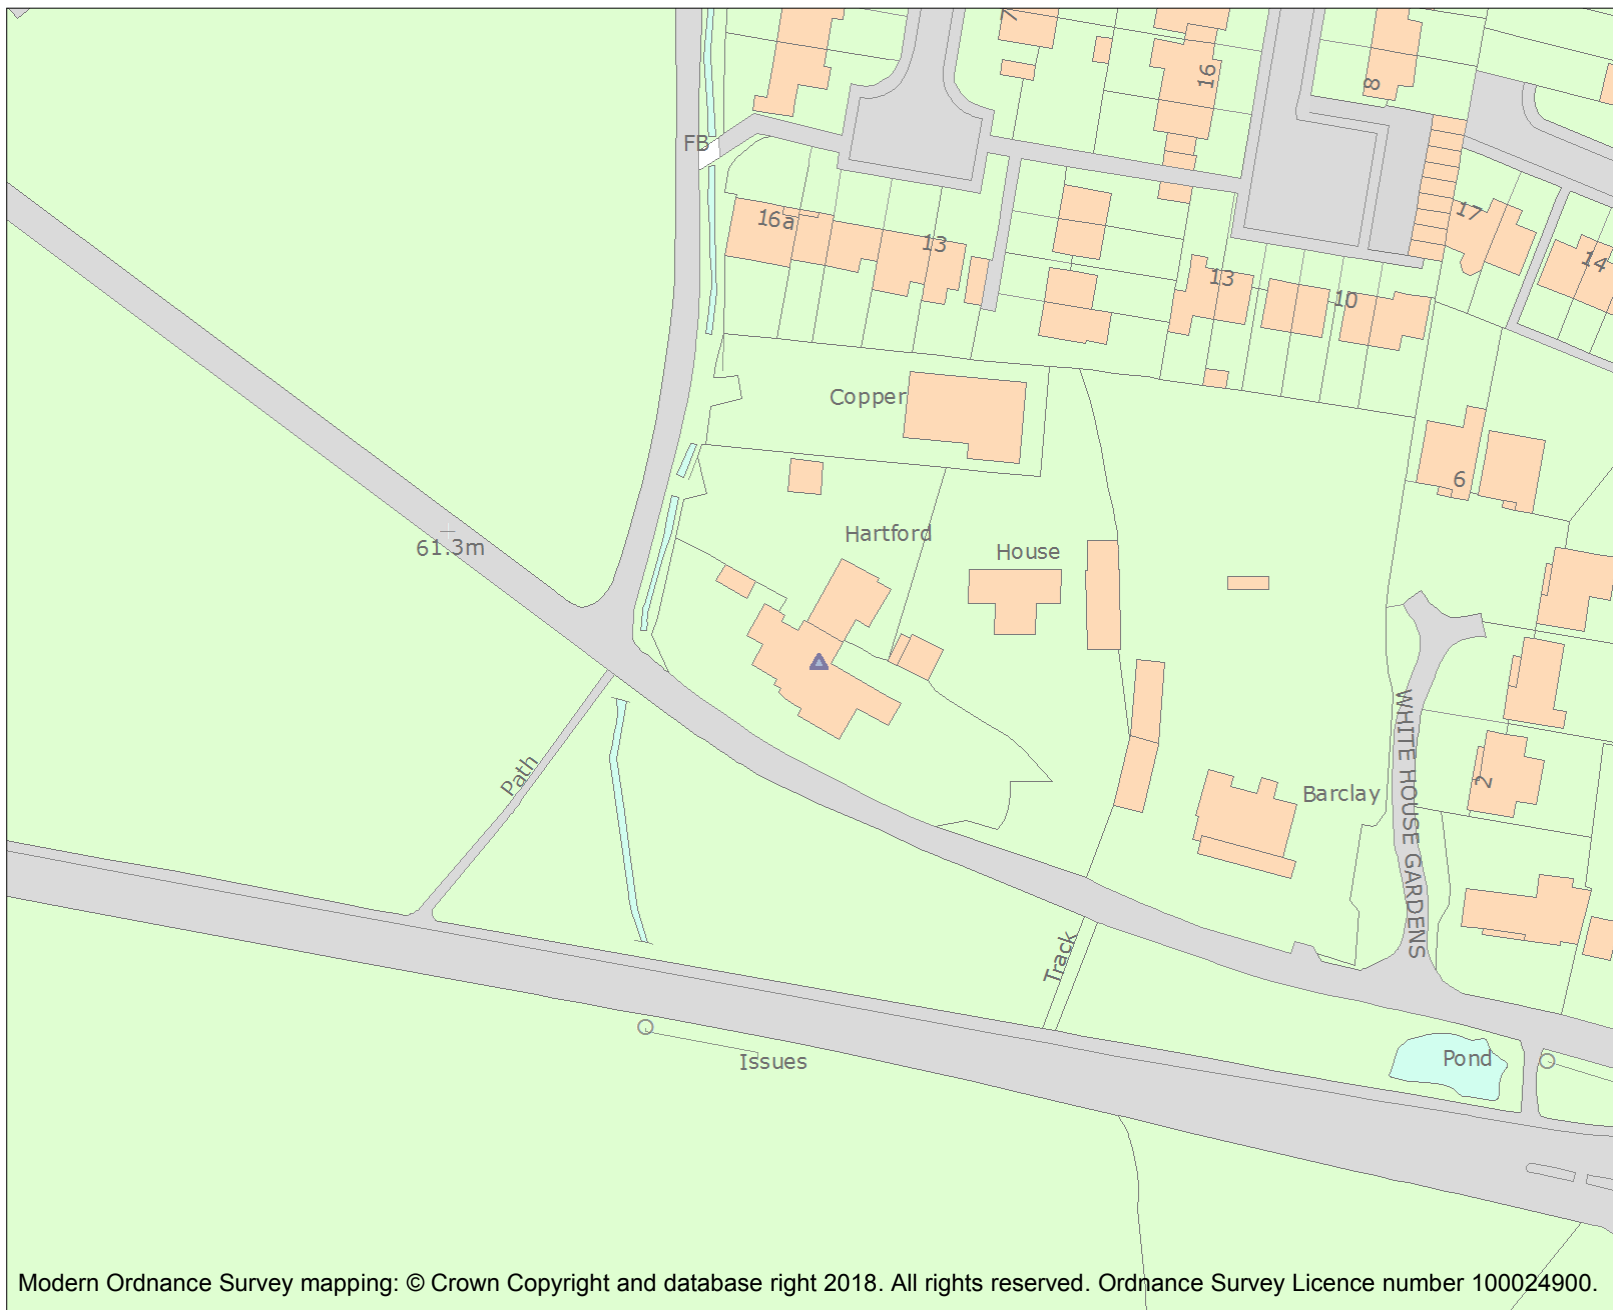 7
16
8
FB
16a
13
17
14
13
10
Copper
6
Hartford
House
61.3m
Path
WHITE HOUSE GARDENS
2
Barclay
Track
Issues
Pond
Modern Ordnance Survey mapping: © Crown Copyright and database right 2018. All rights reserved. Ordnance Survey Licence number 100024900.